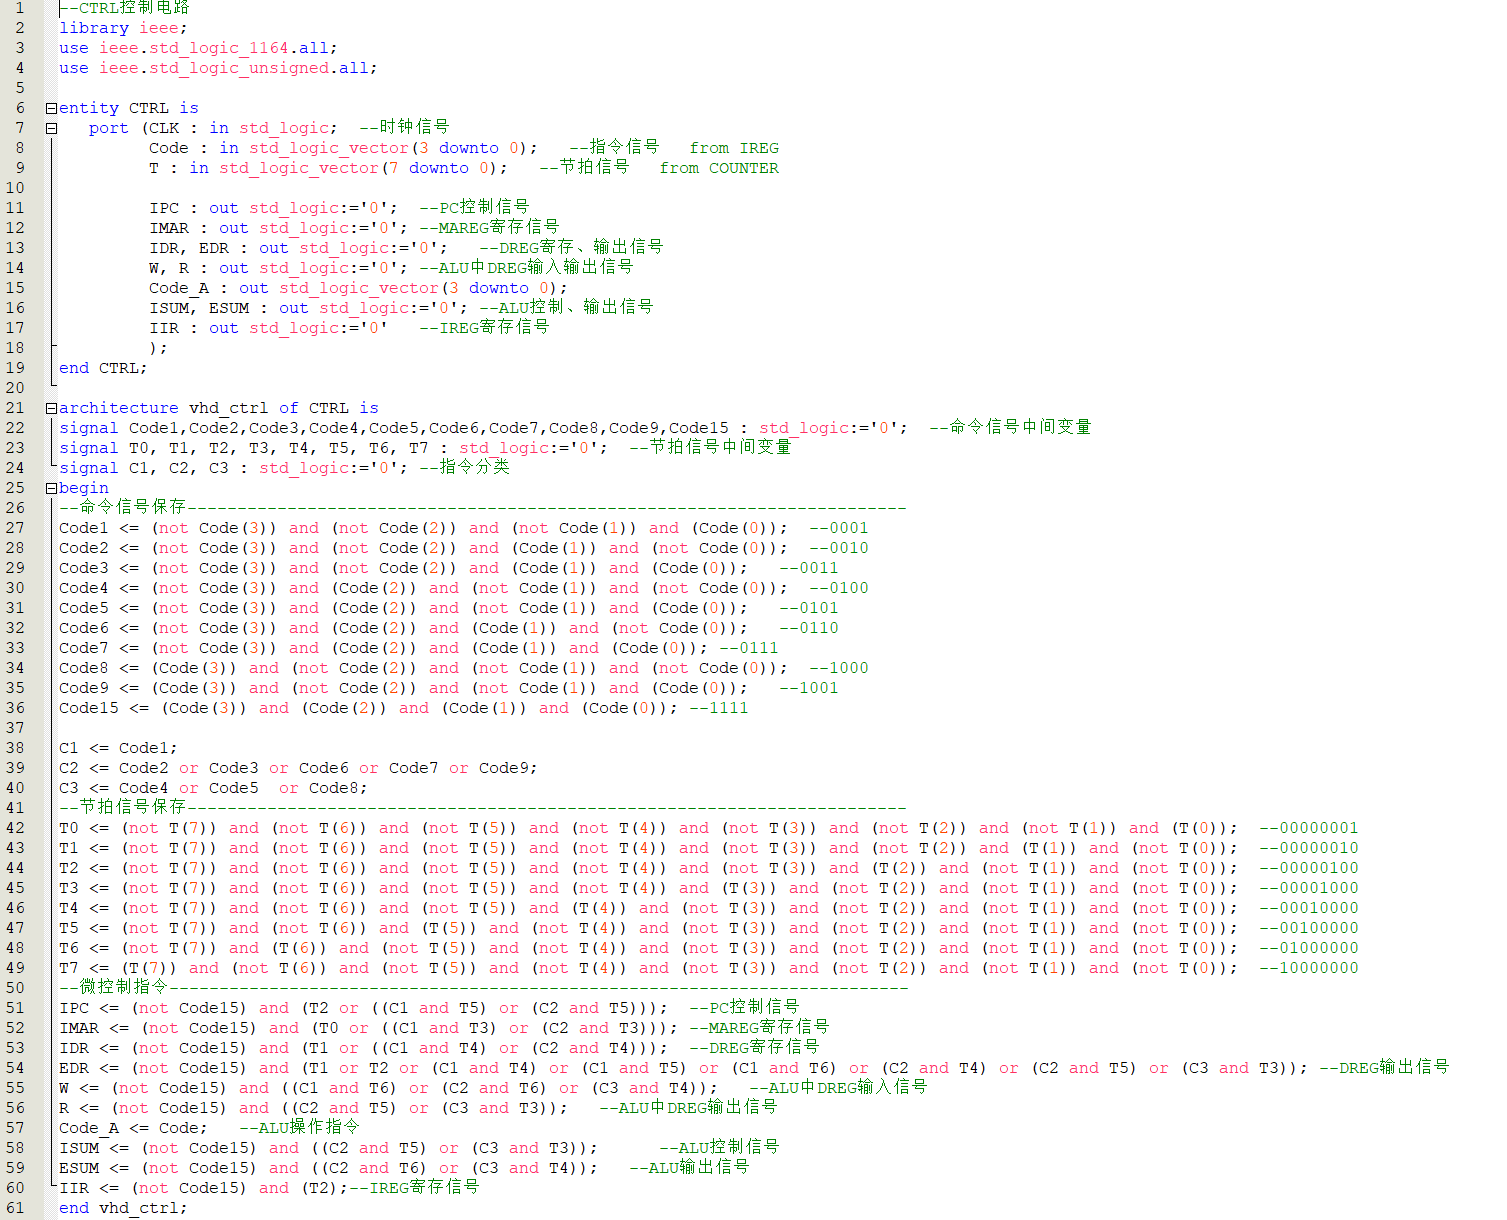 1 --CTRL控制电路
2 library ieee;
3 use ieee.std_logic_1164.all;
4 use ieee.std_logic_unsigned.all;
5
6 entity CTRL is
7 port (CLK : in std_logic; --时钟信号
8 Code : in std_logic_vector(3 downto 0); --指令信号 from IREG
9 T : in std_logic_vector(7 downto 0); --节拍信号 from COUNTER
10
11 IPC : out std_logic:='0'; --PC控制信号
12 IMAR : out std_logic:='0'; --MAREG寄存信号
13 IDR, EDR : out std_logic:='0'; --DREG寄存、输出信号
14 W, R : out std_logic:='0'; --ALU中DREG输入输出信号
15 Code_A : out std_logic_vector(3 downto 0);
16 ISUM, ESUM : out std_logic:='0'; --ALU控制、输出信号
17 IIR : out std_logic:='0' --IREG寄存信号
18 );
19 end CTRL;
20
21 architecture vhd_ctrl of CTRL is
22 signal Code1,Code2,Code3,Code4,Code5,Code6,Code7,Code8,Code9,Code15 : std_logic:='0'; --命令信号中间变量
23 signal T0, T1, T2, T3, T4, T5, T6, T7 : std_logic:='0'; --节拍信号中间变量
24 signal C1, C2, C3 : std_logic:='0'; --指令分类
25 begin
26 --命令信号保存------------------------------------------------------------------------
27 Code1 <= (not Code(3)) and (not Code(2)) and (not Code(1)) and (Code(0)); --0001
28 Code2 <= (not Code(3)) and (not Code(2)) and (Code(1)) and (not Code(0)); --0010
29 Code3 <= (not Code(3)) and (not Code(2)) and (Code(1)) and (Code(0)); --0011
30 Code4 <= (not Code(3)) and (Code(2)) and (not Code(1)) and (not Code(0)); --0100
31 Code5 <= (not Code(3)) and (Code(2)) and (not Code(1)) and (Code(0)); --0101
32 Code6 <= (not Code(3)) and (Code(2)) and (Code(1)) and (not Code(0)); --0110
33 Code7 <= (not Code(3)) and (Code(2)) and (Code(1)) and (Code(0)); --0111
34 Code8 <= (Code(3)) and (not Code(2)) and (not Code(1)) and (not Code(0)); --1000
35 Code9 <= (Code(3)) and (not Code(2)) and (not Code(1)) and (Code(0)); --1001
36 Code15 <= (Code(3)) and (Code(2)) and (Code(1)) and (Code(0)); --1111
37
38 C1 <= Code1;
39 C2 <= Code2 or Code3 or Code6 or Code7 or Code9;
40 C3 <= Code4 or Code5 or Code8;
41 --节拍信号保存------------------------------------------------------------------------
42 T0 <= (not T(7)) and (not T(6)) and (not T(5)) and (not T(4)) and (not T(3)) and (not T(2)) and (not T(1)) and (T(0)); --00000001
43 T1 <= (not T(7)) and (not T(6)) and (not T(5)) and (not T(4)) and (not T(3)) and (not T(2)) and (T(1)) and (not T(0)); --00000010
44 T2 <= (not T(7)) and (not T(6)) and (not T(5)) and (not T(4)) and (not T(3)) and (T(2)) and (not T(1)) and (not T(0)); --00000100
45 T3 <= (not T(7)) and (not T(6)) and (not T(5)) and (not T(4)) and (T(3)) and (not T(2)) and (not T(1)) and (not T(0)); --00001000
46 T4 <= (not T(7)) and (not T(6)) and (not T(5)) and (T(4)) and (not T(3)) and (not T(2)) and (not T(1)) and (not T(0)); --00010000
47 T5 <= (not T(7)) and (not T(6)) and (T(5)) and (not T(4)) and (not T(3)) and (not T(2)) and (not T(1)) and (not T(0)); --00100000
48 T6 <= (not T(7)) and (T(6)) and (not T(5)) and (not T(4)) and (not T(3)) and (not T(2)) and (not T(1)) and (not T(0)); --01000000
49 T7 <= (T(7)) and (not T(6)) and (not T(5)) and (not T(4)) and (not T(3)) and (not T(2)) and (not T(1)) and (not T(0)); --10000000
50 --微控制指令--------------------------------------------------------------------------
51 IPC <= (not Code15) and (T2 or ((C1 and T5) or (C2 and T5))); --PC控制信号
52 IMAR <= (not Code15) and (T0 or ((C1 and T3) or (C2 and T3))); --MAREG寄存信号
53 IDR <= (not Code15) and (T1 or ((C1 and T4) or (C2 and T4))); --DREG寄存信号
54 EDR <= (not Code15) and (T1 or T2 or (C1 and T4) or (C1 and T5) or (C1 and T6) or (C2 and T4) or (C2 and T5) or (C3 and T3)); --DREG输出信号
55 W <= (not Code15) and ((C1 and T6) or (C2 and T6) or (C3 and T4)); --ALU中DREG输入信号
56 R <= (not Code15) and ((C2 and T5) or (C3 and T3)); --ALU中DREG输出信号
57 Code_A <= Code; --ALU操作指令
58 ISUM <= (not Code15) and ((C2 and T5) or (C3 and T3)); --ALU控制信号
59 ESUM <= (not Code15) and ((C2 and T6) or (C3 and T4)); --ALU输出信号
60 IIR <= (not Code15) and (T2);--IREG寄存信号
61 end vhd_ctrl;